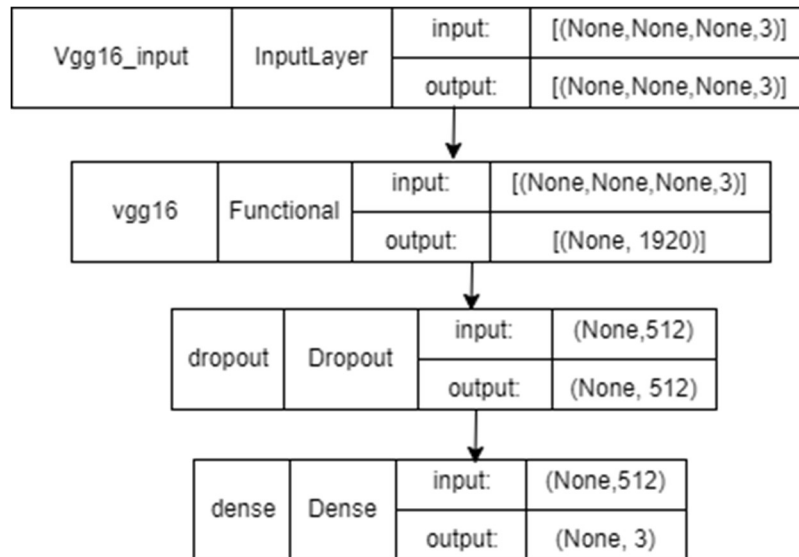 Vgg16_input InputLayer input: [(None,None,None,3)]
output: [(None,None,None,3)]
vgg16 Functional input: [(None,None,None,3)]
output: [(None, 1920)]
dropout Dropout input: (None,512)
output: (None, 512)
dense Dense input: (None,512)
output: (None, 3)